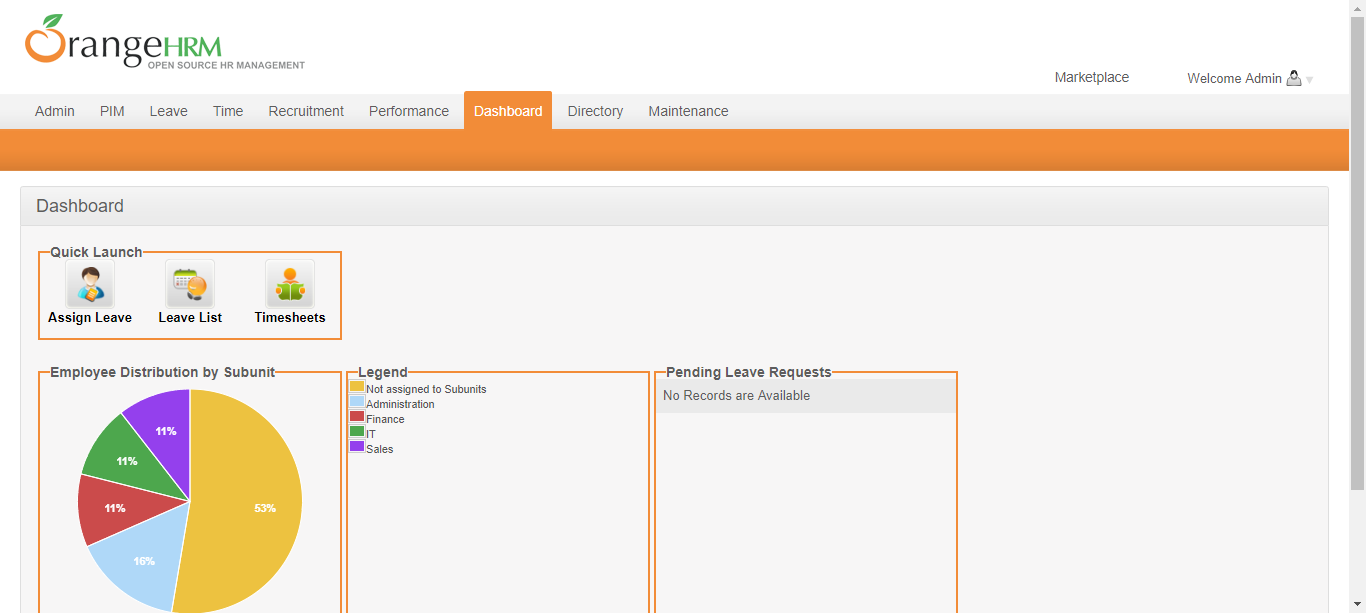 OrangeHRM
OPEN SOURCE HR MANAGEMENT
Marketplace Welcome Admin
Admin PIM Leave Time Recruitment Performance Dashboard Directory Maintenance
Dashboard
Quick Launch
Assign Leave Leave List Timesheets
Employee Distribution by Subunit
11%
11%
11%
53%
16%
Legend
Not assigned to Subunits
Administration
Finance
IT
Sales
Pending Leave Requests
No Records are Available